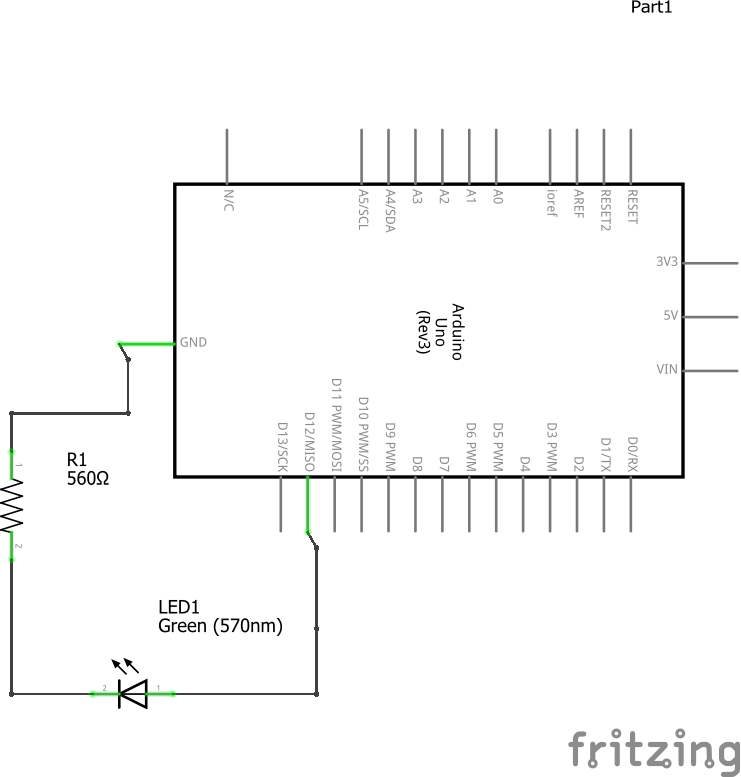 Part1
N/C
A5/SCL
A4/SDA
A3
A2
A1
A0
ioref
AREF
RESET2
RESET
3V3
5V
VIN
GND
Arduino
Uno
(Rev3)
D13/SCK
D12/MISO
D11 PWM/MOSI
D10 PWM/SS
D9 PWM
D8
D7
D6 PWM
D5 PWM
D4
D3 PWM
D2
D1/TX
D0/RX
1
R1
560Ω
2
LED1
Green (570nm)
2
1
fritzing